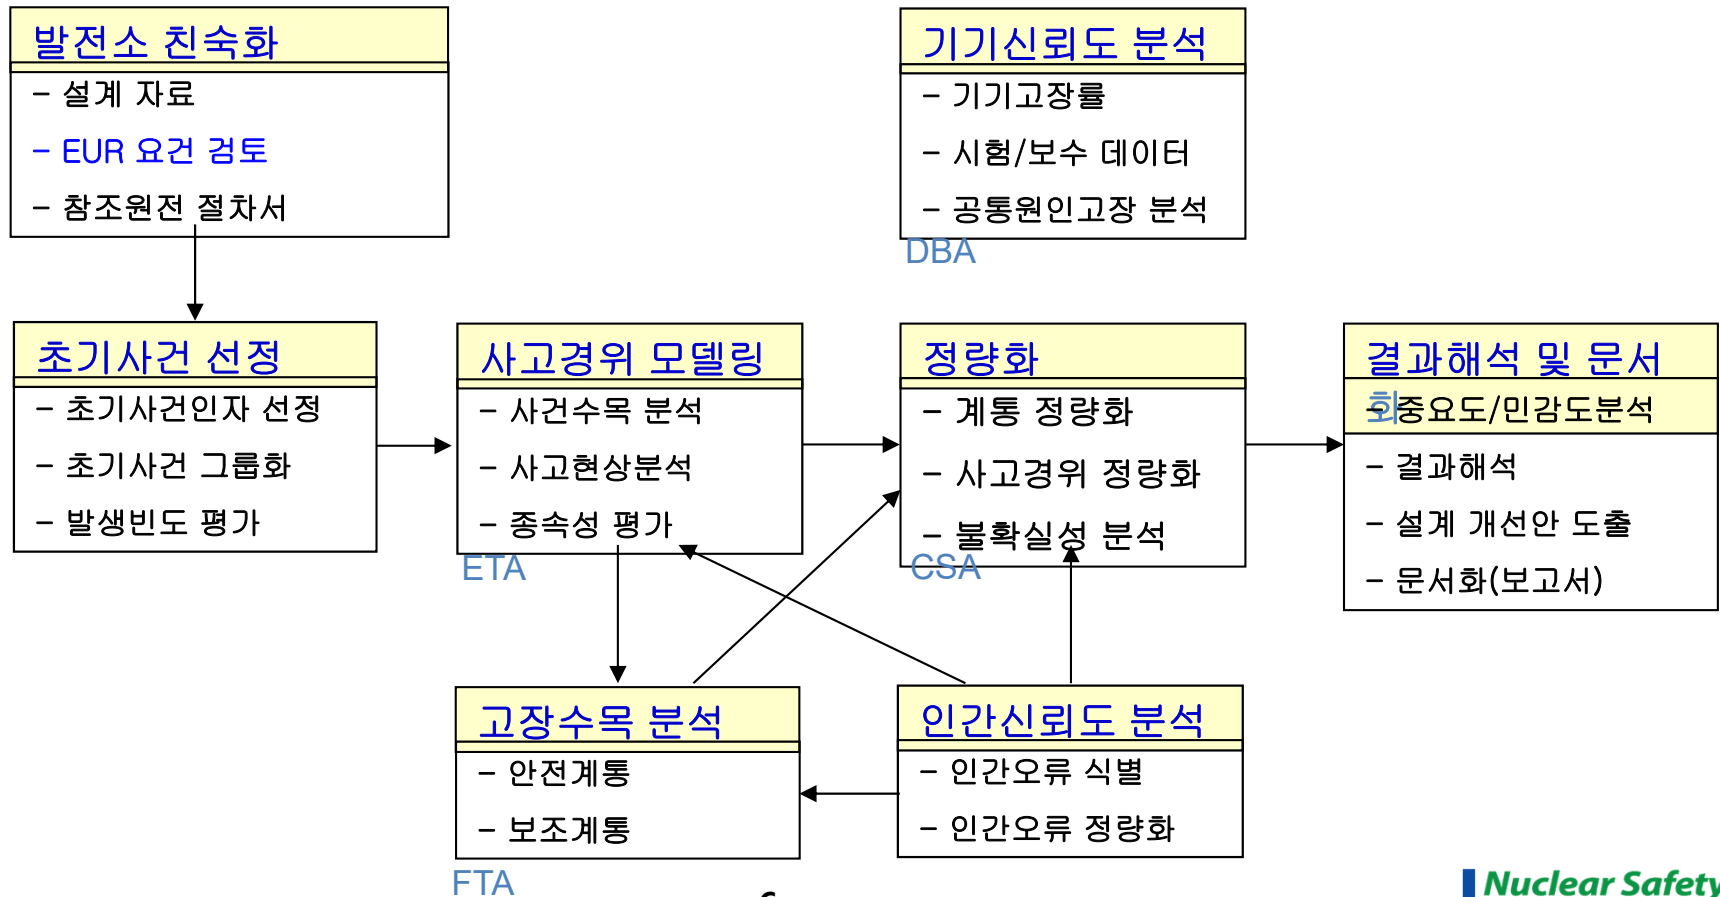 발전소 친숙화
– 설계 자료
– EUR 요건 검토
– 참조원전 절차서
기기신뢰도 분석
– 기기고장률
– 시험/보수 데이터
– 공통원인고장 분석
DBA
초기사건 선정
– 초기사건인자 선정
– 초기사건 그룹화
– 발생빈도 평가
사고경위 모델링
– 사건수목 분석
– 사고현상분석
– 종속성 평가
ETA
정량화
– 계통 정량화
– 사고경위 정량화
– 불확실성 분석
CSA
결과해석 및 문서
화
– 중요도/민감도분석
– 결과해석
– 설계 개선안 도출
– 문서화(보고서)
고장수목 분석
– 안전계통
– 보조계통
FTA
인간신뢰도 분석
– 인간오류 식별
– 인간오류 정량화
Nuclear Safety